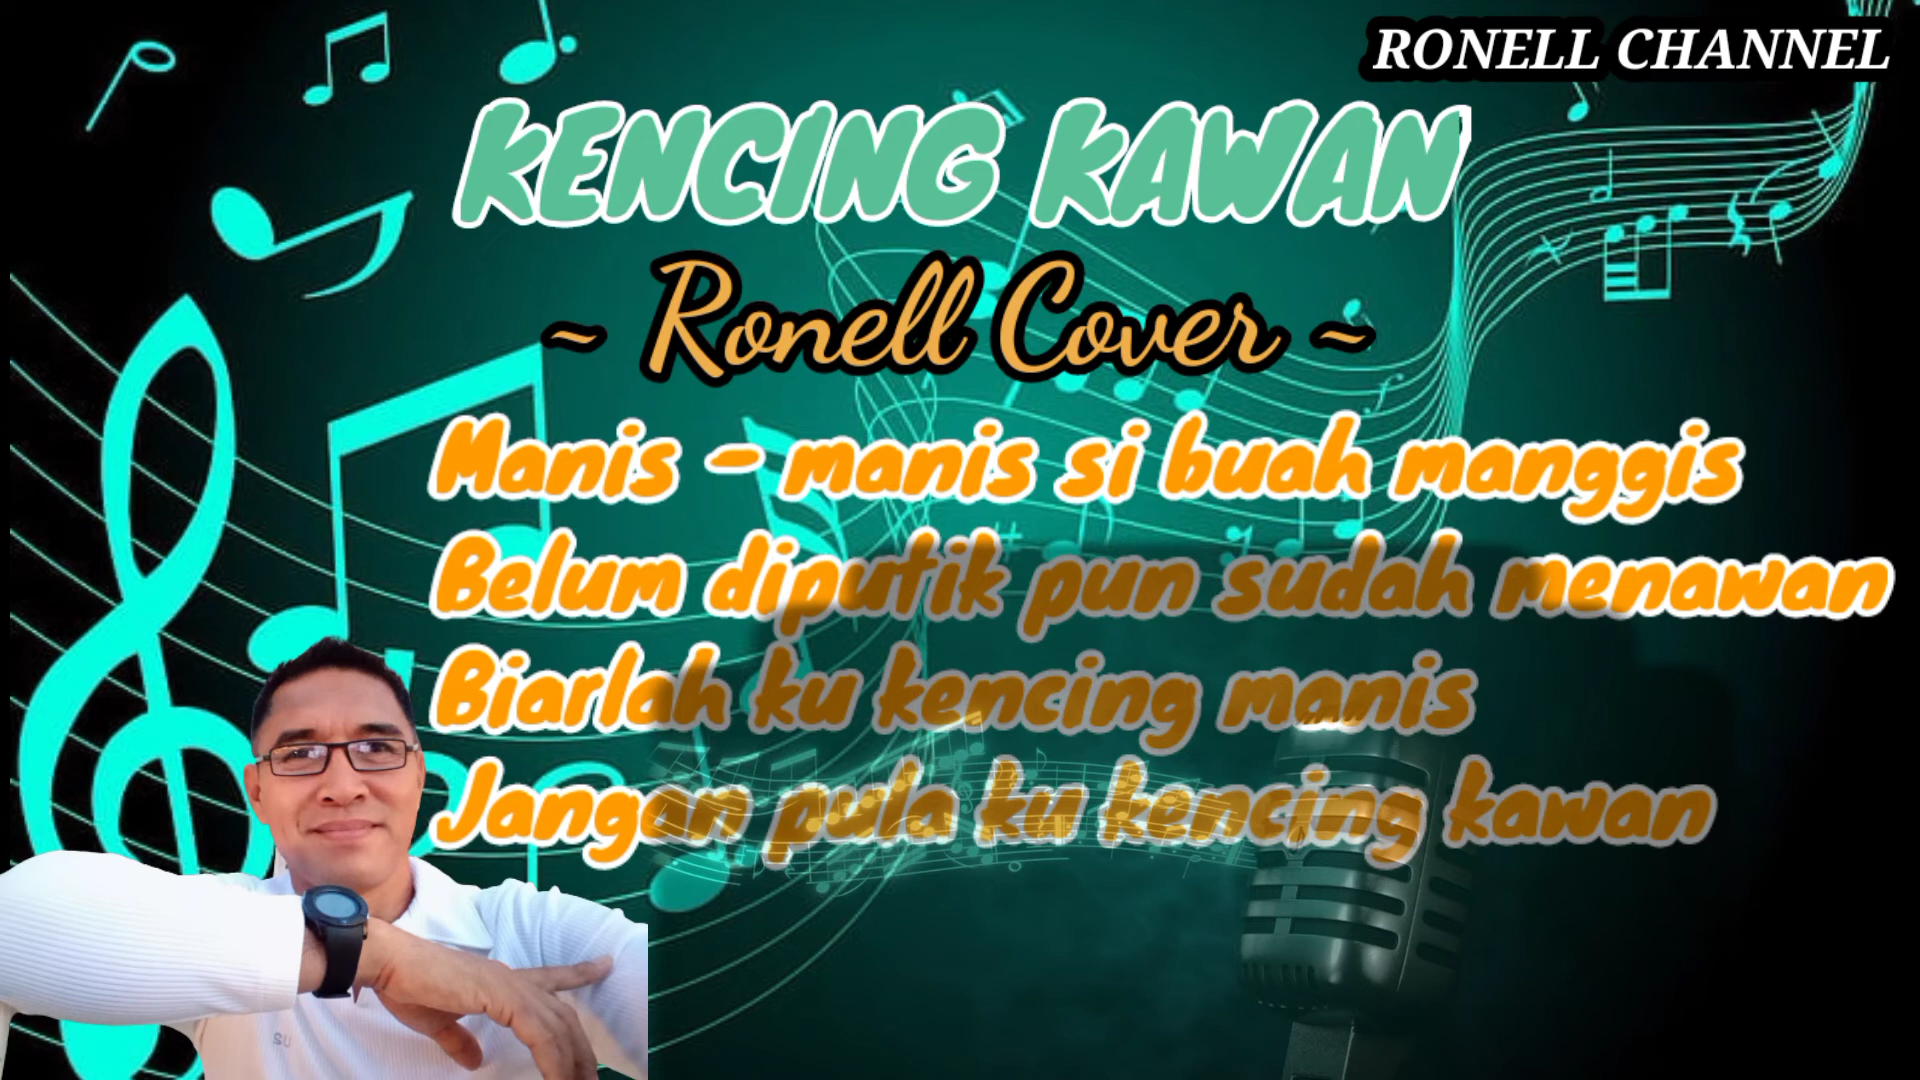 RONELL CHANNEL
KENCING KAWAN
~ Ronell Cover ~
Manis - manis si buah manggis
Belum diputik pun sudah menawan
Biarlah ku kencing manis
Jangan pula ku kencing kawan
SU